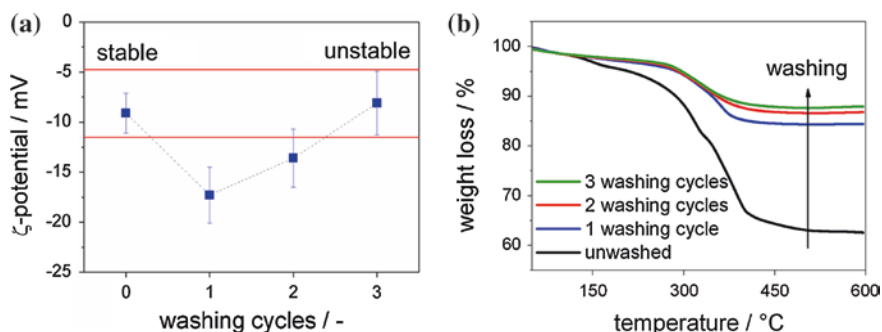 (a)
0
-5
-10
-15
-20
-25
ζ-potential / mV
stable
unstable
0
1
2
3
washing cycles / -
(b)
100
90
80
70
60
weight loss / %
washing
3 washing cycles
2 washing cycles
1 washing cycle
unwashed
150
300
450
600
temperature / °C